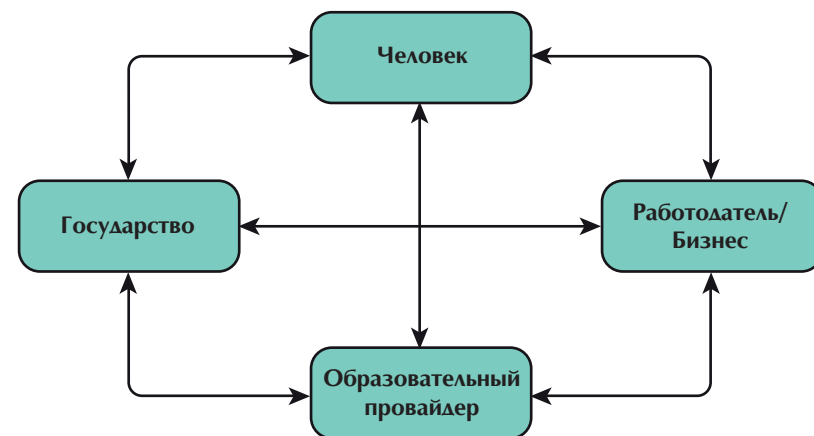 Человек
Государство
Работодатель/
Бизнес
Образовательный
провайдер